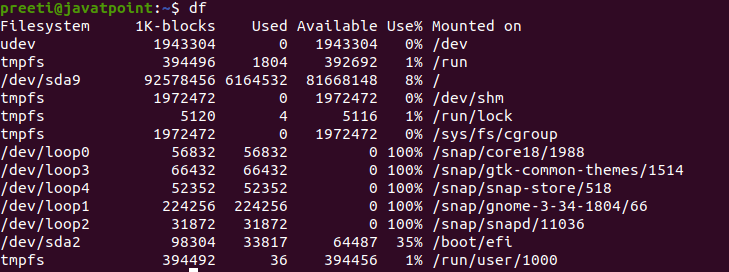 preeti@javatpoint:~$ df
Filesystem     1K-blocks    Used Available Use% Mounted on
udev             1943304       0   1943304   0% /dev
tmpfs             394496    1804    392692   1% /run
/dev/sda9       92578456 6164532  81668148   8% /
tmpfs            1972472       0   1972472   0% /dev/shm
tmpfs               5120       4      5116   1% /run/lock
tmpfs            1972472       0   1972472   0% /sys/fs/cgroup
/dev/loop0         56832   56832         0 100% /snap/core18/1988
/dev/loop3         66432   66432         0 100% /snap/gtk-common-themes/1514
/dev/loop4         52352   52352         0 100% /snap/snap-store/518
/dev/loop1        224256  224256         0 100% /snap/gnome-3-34-1804/66
/dev/loop2         31872   31872         0 100% /snap/snapd/11036
/dev/sda2          98304   33817     64487  35% /boot/efi
tmpfs             394492      36    394456   1% /run/user/1000